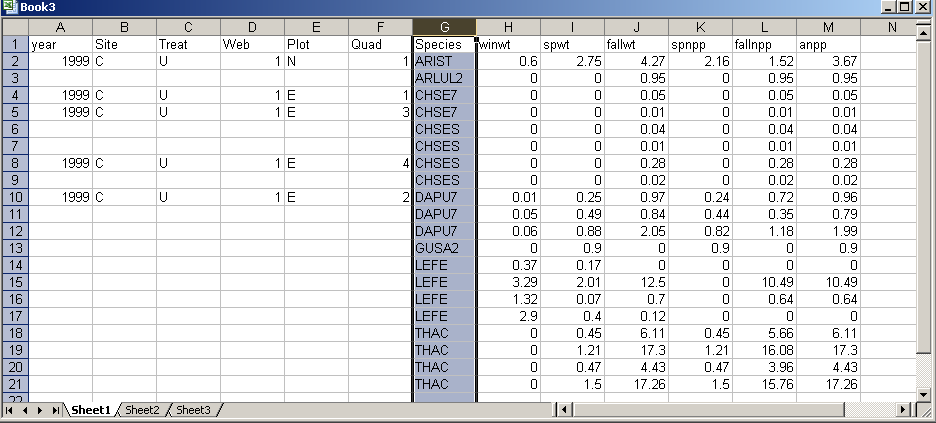 Book3
A B C D E F G H I J K L M N
1 year Site Treat Web Plot Quad Species winwt spwt fallwt spnpp fallnpp anpp
2 1999 C U 1 N 1 ARIST 0.6 2.75 4.27 2.16 1.52 3.67
3 ARLUL2 0 0 0.95 0 0.95 0.95
4 1999 C U 1 E 1 CHSE7 0 0 0.05 0 0.05 0.05
5 1999 C U 1 E 3 CHSE7 0 0 0.01 0 0.01 0.01
6 CHSES 0 0 0.04 0 0.04 0.04
7 CHSES 0 0 0.01 0 0.01 0.01
8 1999 C U 1 E 4 CHSES 0 0 0.28 0 0.28 0.28
9 CHSES 0 0 0.02 0 0.02 0.02
10 1999 C U 1 E 2 DAPU7 0.01 0.25 0.97 0.24 0.72 0.96
11 DAPU7 0.05 0.49 0.84 0.44 0.35 0.79
12 DAPU7 0.06 0.88 2.05 0.82 1.18 1.99
13 GUSA2 0 0.9 0 0.9 0 0.9
14 LEFE 0.37 0.17 0 0 0 0
15 LEFE 3.29 2.01 12.5 0 10.49 10.49
16 LEFE 1.32 0.07 0.7 0 0.64 0.64
17 LEFE 2.9 0.4 0.12 0 0 0
18 THAC 0 0.45 6.11 0.45 5.66 6.11
19 THAC 0 1.21 17.3 1.21 16.08 17.3
20 THAC 0 0.47 4.43 0.47 3.96 4.43
21 THAC 0 1.5 17.26 1.5 15.76 17.26
22
Sheet1 Sheet2 Sheet3